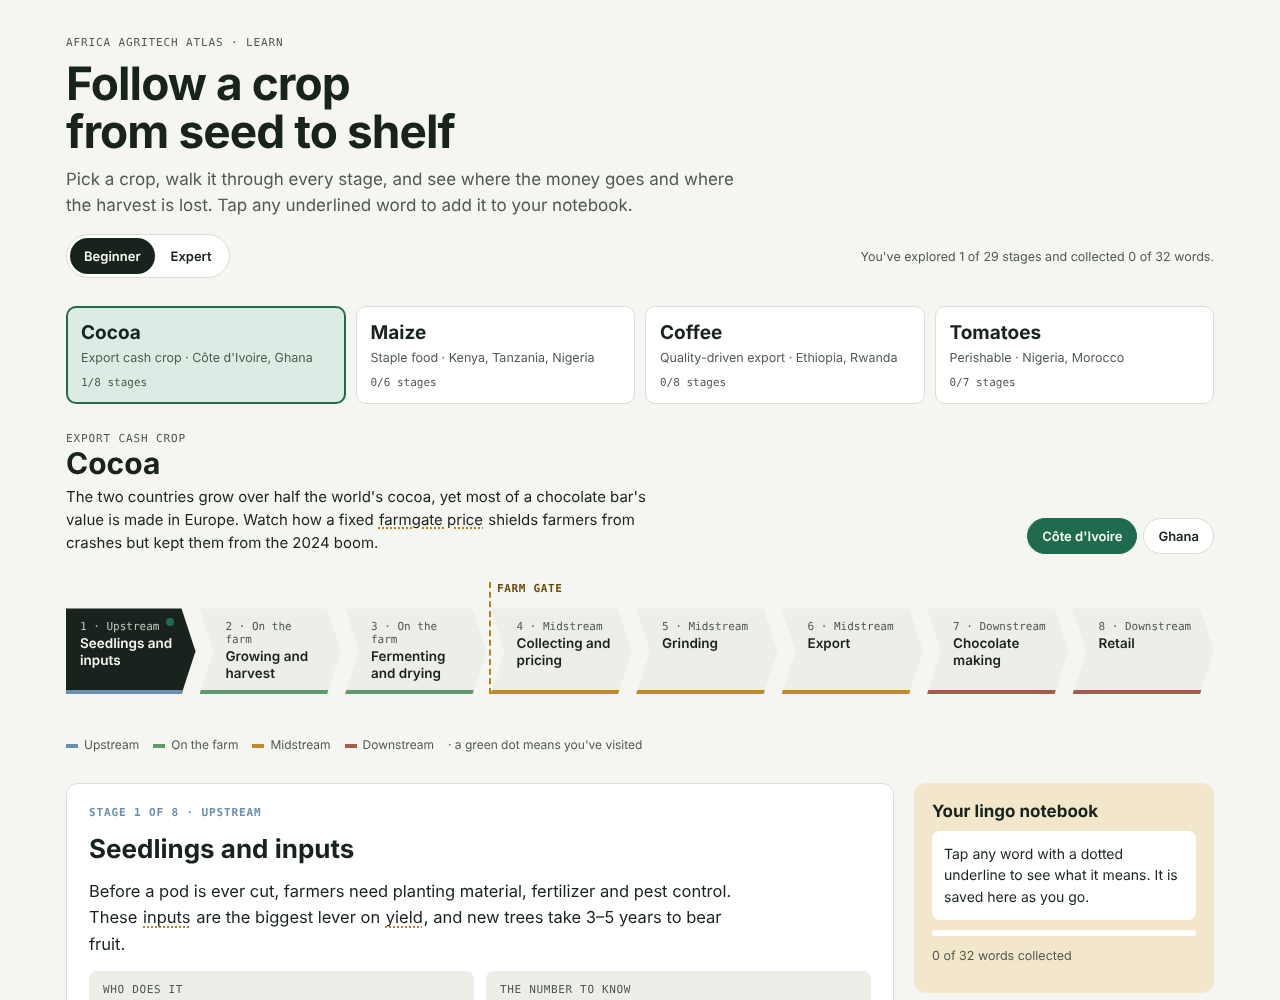 AFRICA AGRITECH ATLAS · LEARN
Follow a crop
from seed to shelf
Pick a crop, walk it through every stage, and see where the money goes and where
the harvest is lost. Tap any underlined word to add it to your notebook.
Beginner
Expert
You've explored 1 of 29 stages and collected 0 of 32 words.
Cocoa
Export cash crop · Côte d'Ivoire, Ghana
1/8 stages
Maize
Staple food · Kenya, Tanzania, Nigeria
0/6 stages
Coffee
Quality-driven export · Ethiopia, Rwanda
0/8 stages
Tomatoes
Perishable · Nigeria, Morocco
0/7 stages
EXPORT CASH CROP
Cocoa
The two countries grow over half the world's cocoa, yet most of a chocolate bar's
value is made in Europe. Watch how a fixed farmgate price shields farmers from
crashes but kept them from the 2024 boom.
Côte d'Ivoire
Ghana
FARM GATE
1 · Upstream
Seedlings and
inputs
2 · On the
farm
Growing and
harvest
3 · On the
farm
Fermenting
and drying
4 · Midstream
Collecting and
pricing
5 · Midstream
Grinding
6 · Midstream
Export
7 · Downstream
Chocolate
making
8 · Downstream
Retail
Upstream
On the farm
Midstream
Downstream
· a green dot means you've visited
STAGE 1 OF 8 · UPSTREAM
Seedlings and inputs
Before a pod is ever cut, farmers need planting material, fertilizer and pest control.
These inputs are the biggest lever on yield, and new trees take 3–5 years to bear
fruit.
WHO DOES IT
THE NUMBER TO KNOW
Your lingo notebook
Tap any word with a dotted
underline to see what it means. It is
saved here as you go.
0 of 32 words collected